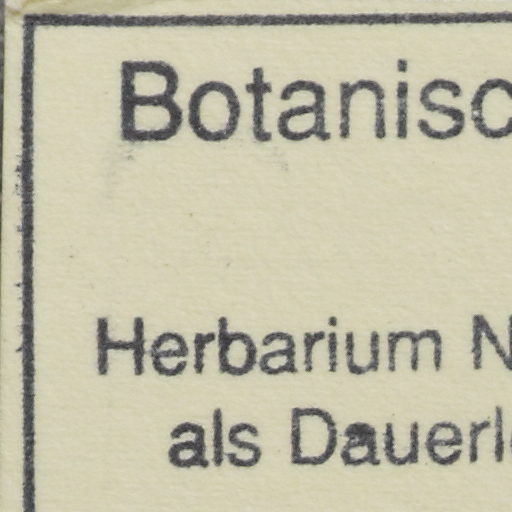 Botanisc
Herbarium N
als Dauerl